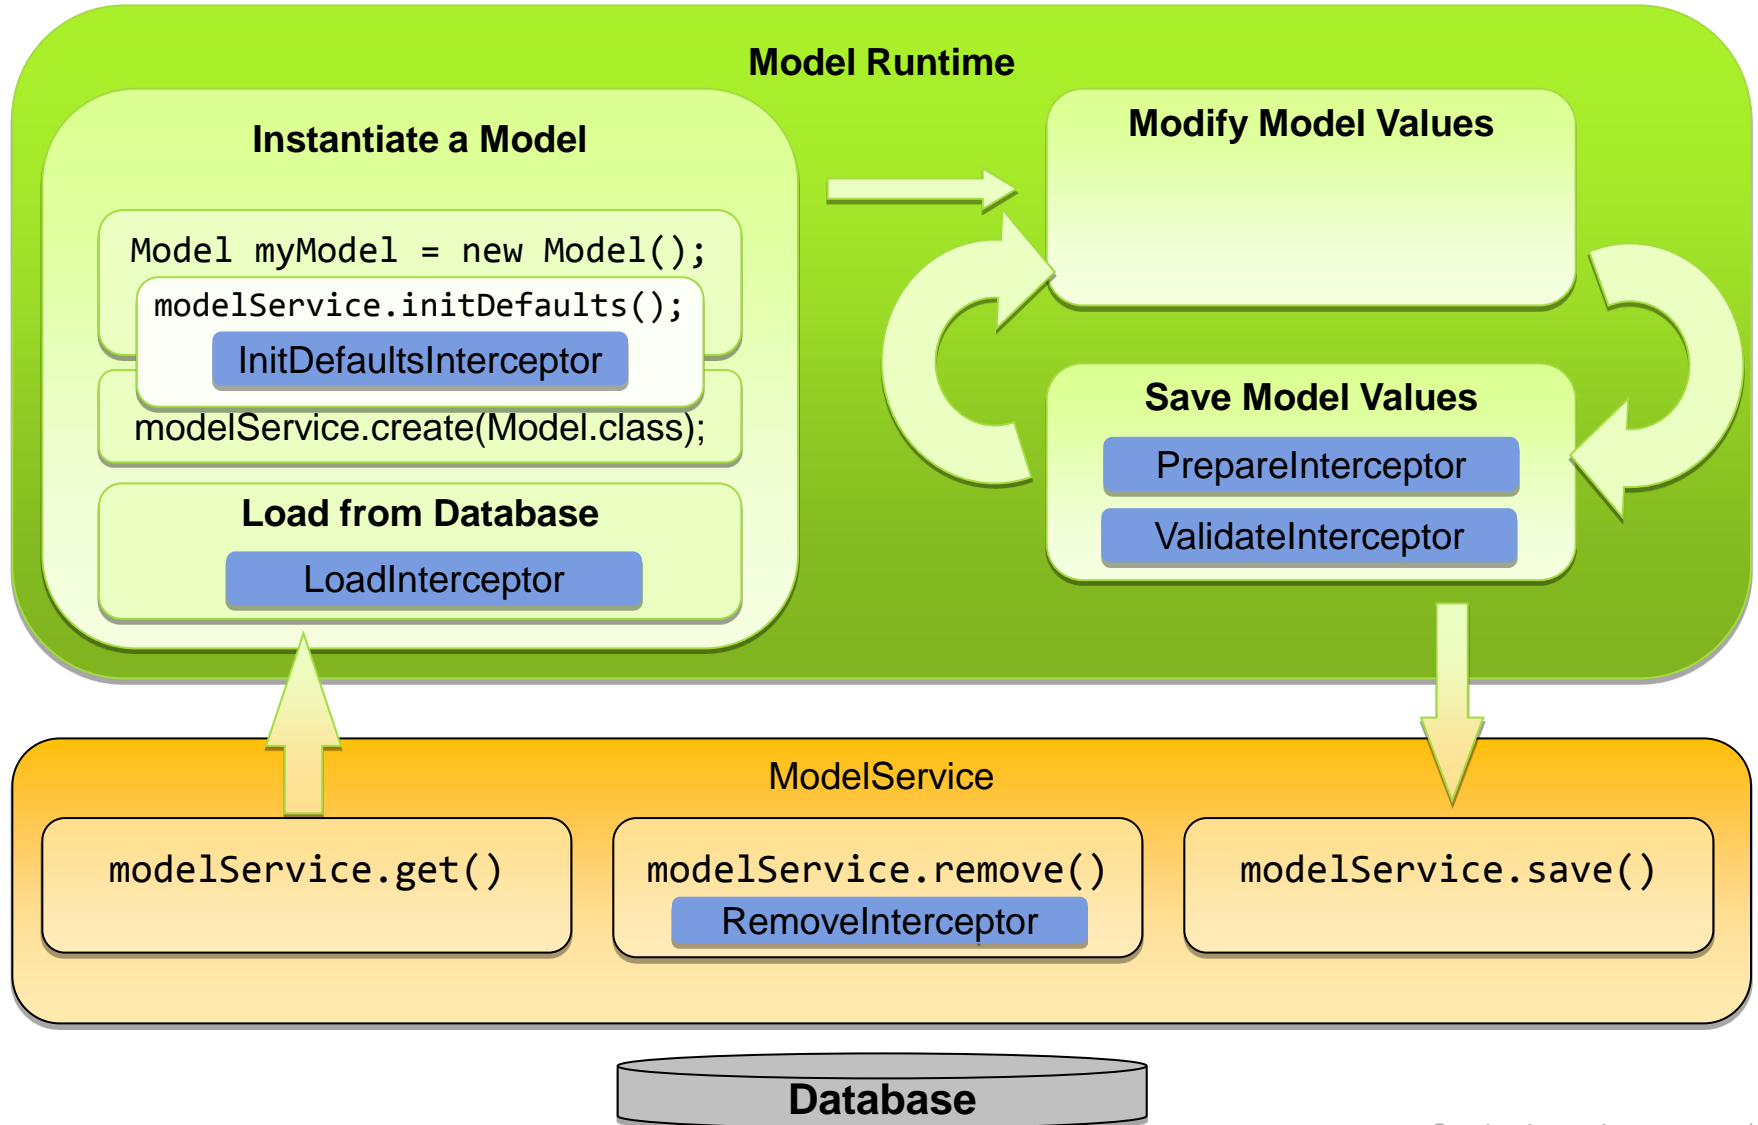 Model Runtime
Instantiate a Model
Model myModel = new Model();
modelService.initDefaults();
InitDefaultsInterceptor
modelService.create(Model.class);
Load from Database
LoadInterceptor
Modify Model Values
Save Model Values
PrepareInterceptor
ValidateInterceptor
ModelService
modelService.get()
modelService.remove()
RemoveInterceptor
modelService.save()
Database